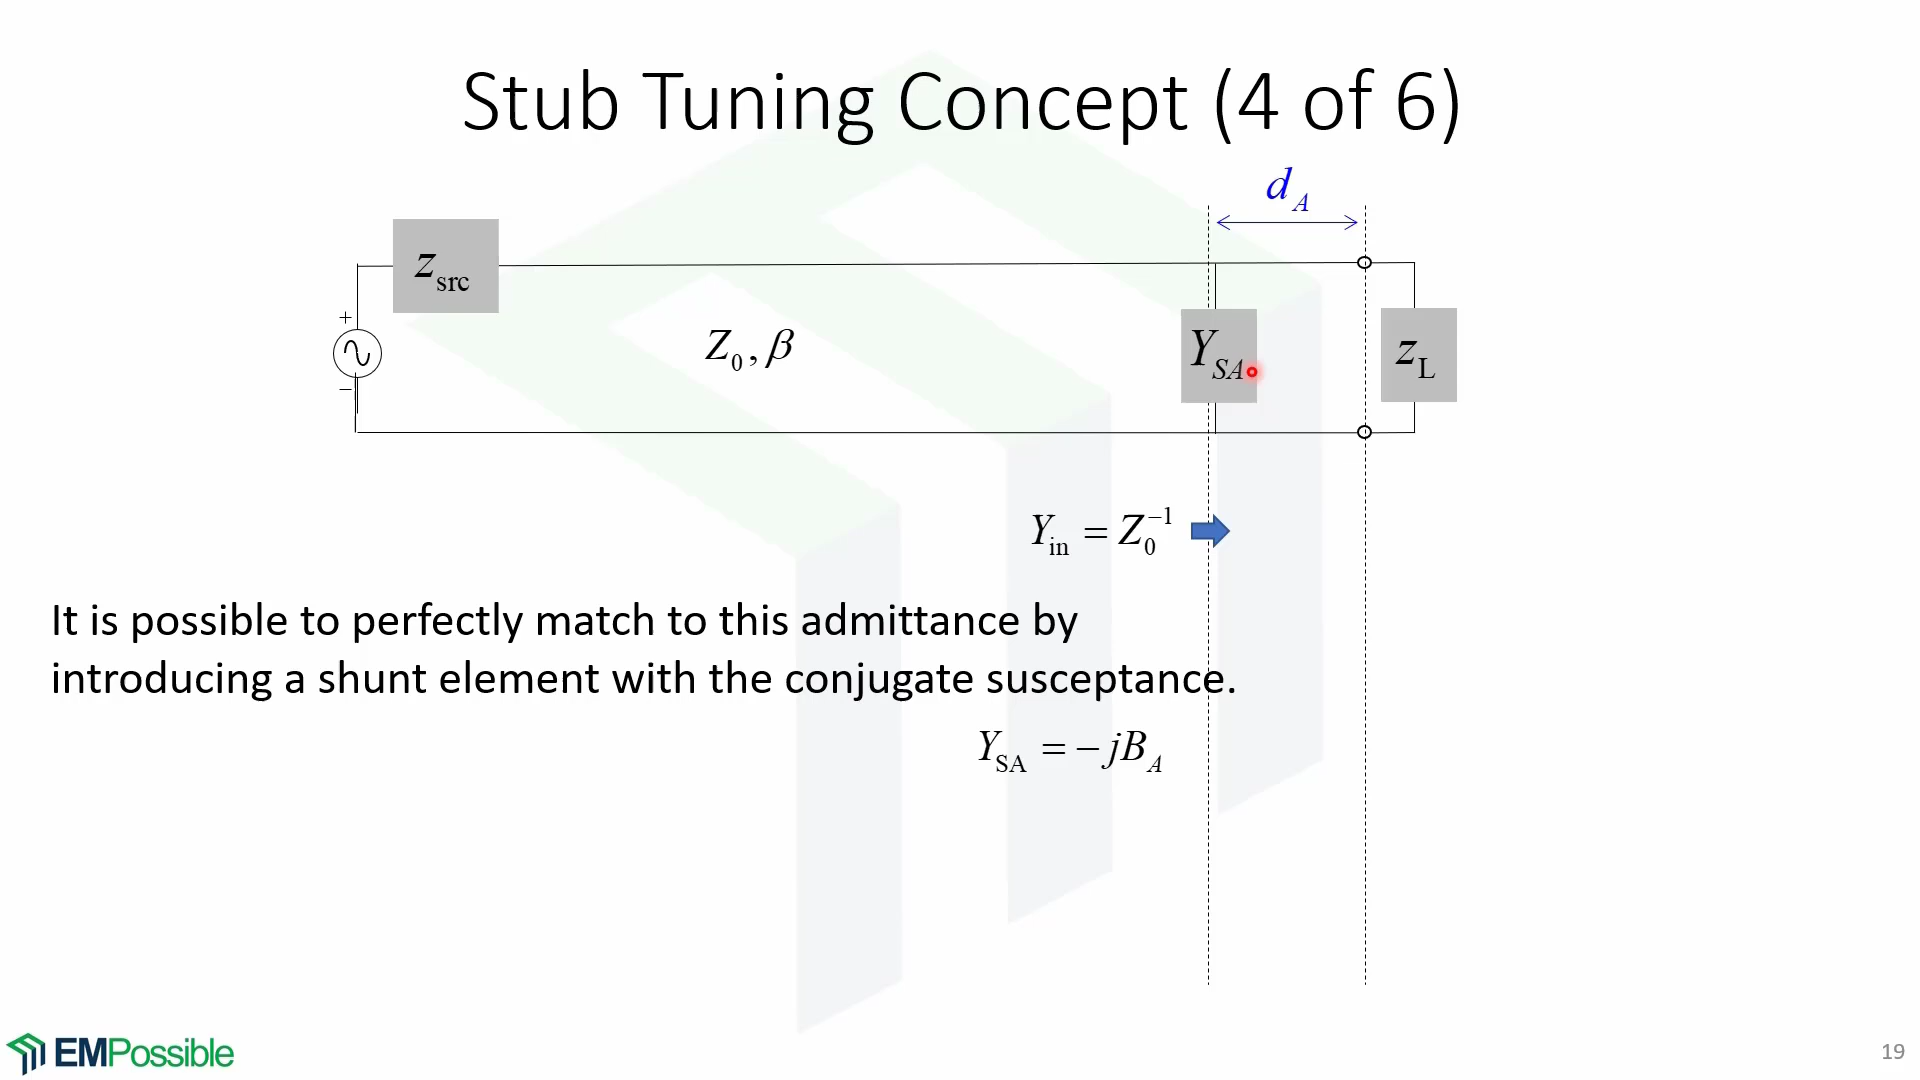 Stub Tuning Concept (4 of 6)
d_A
z_src
+
−
Z_0, β
Y_SA
z_L
Y_in = Z_0^−1
It is possible to perfectly match to this admittance by
introducing a shunt element with the conjugate susceptance.
Y_SA = −jB_A
EMPossible
19